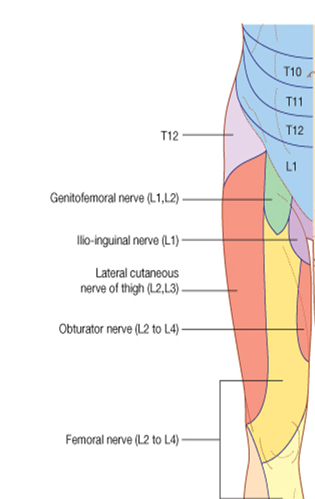 T10
T11
T12
T12
L1
Genitofemoral nerve (L1,L2)
Ilio-inguinal nerve (L1)
Lateral cutaneous
nerve of thigh (L2,L3)
Obturator nerve (L2 to L4)
Femoral nerve (L2 to L4)